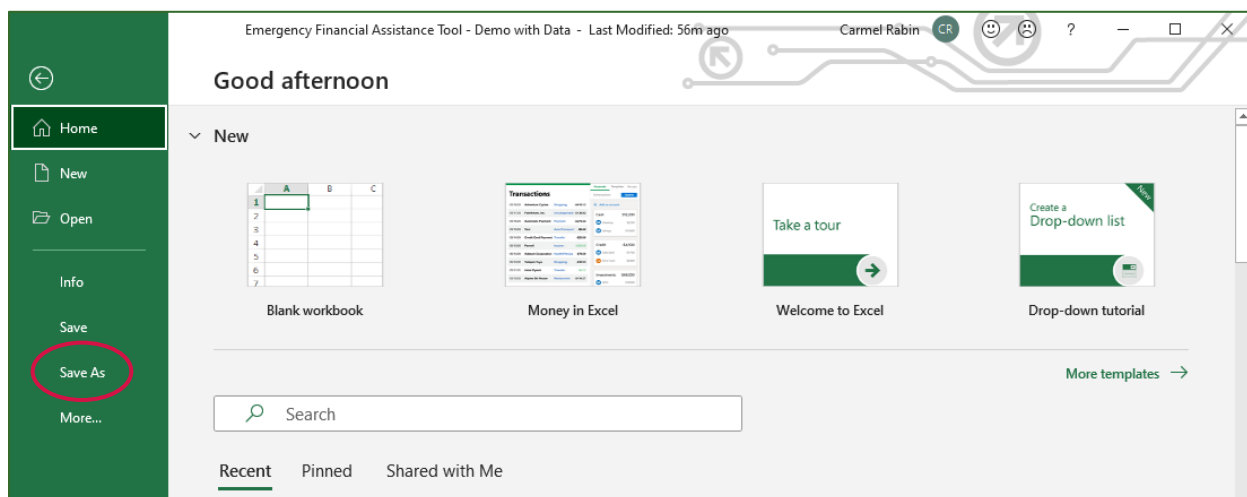 Emergency Financial Assistance Tool - Demo with Data - Last Modified: 56m ago
Carmel Rabin
CR
?
Good afternoon
Home
New
Open
Info
Save
Save As
More...
New
A B C
1
2
3
4
5
6
7
Blank workbook
Transactions
Money in Excel
Take a tour
Welcome to Excel
New
Create a
Drop-down list
Drop-down tutorial
More templates
Search
Recent Pinned Shared with Me